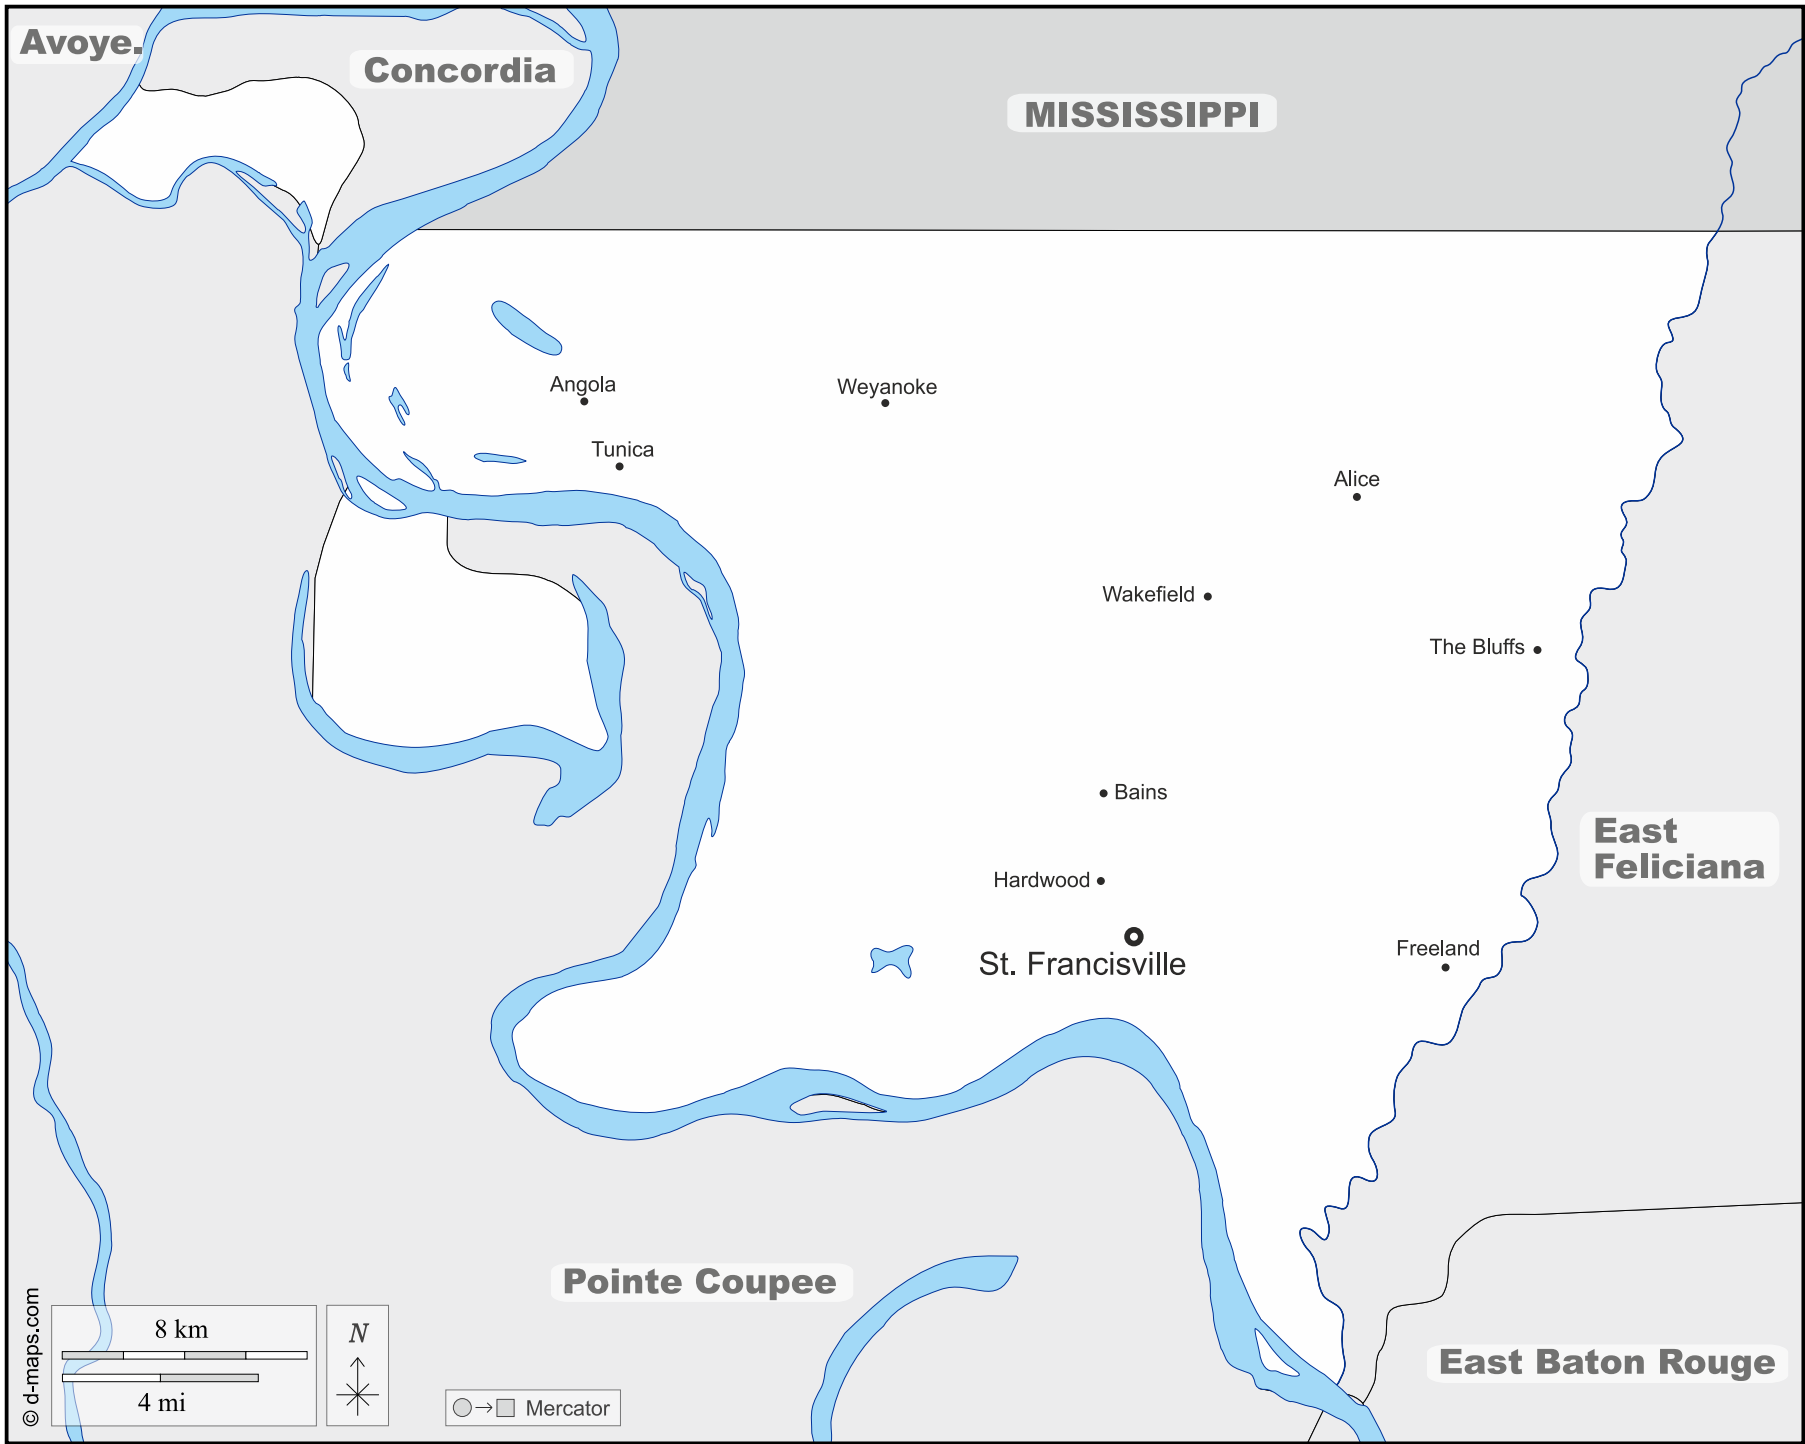 Avoye.
Concordia
MISSISSIPPI
Angola
Weyanoke
Tunica
Alice
Wakefield
The Bluffs
Bains
East
Feliciana
Hardwood
St. Francisville
Freeland
Pointe Coupee
East Baton Rouge
© d-maps.com
8 km
4 mi
N
Mercator